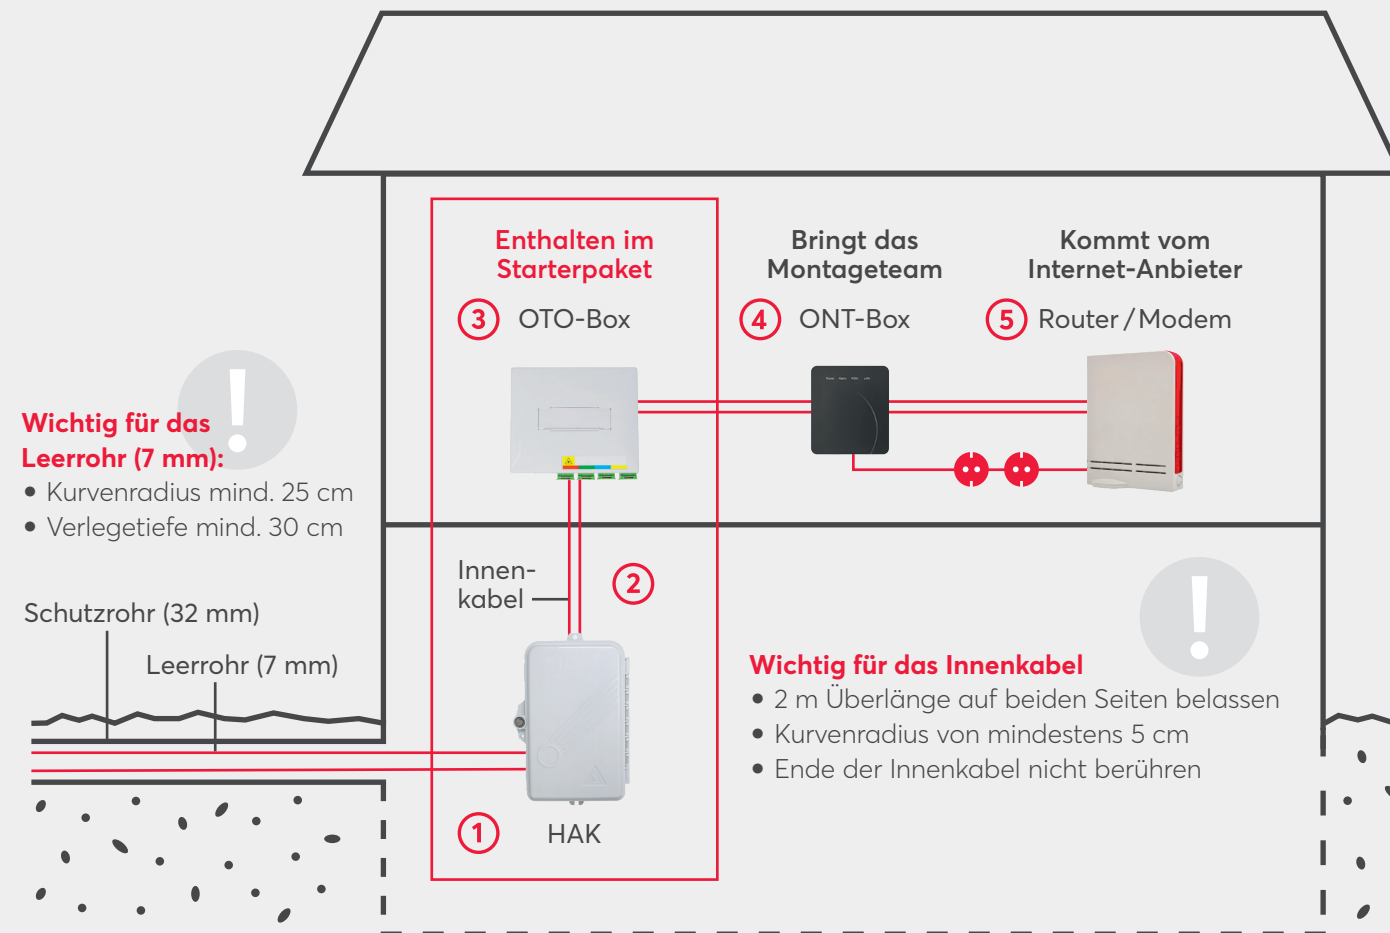 Enthalten im
Starterpaket
3 OTO-Box
Bringt das
Montageteam
4 ONT-Box
Kommt vom
Internet-Anbieter
5 Router / Modem
!
Wichtig für das
Leerrohr (7 mm):
• Kurvenradius mind. 25 cm
• Verlegetiefe mind. 30 cm
Innen-
kabel
2
Schutzrohr (32 mm)
Leerrohr (7 mm)
!
Wichtig für das Innenkabel
• 2 m Überlänge auf beiden Seiten belassen
• Kurvenradius von mindestens 5 cm
• Ende der Innenkabel nicht berühren
1 HAK